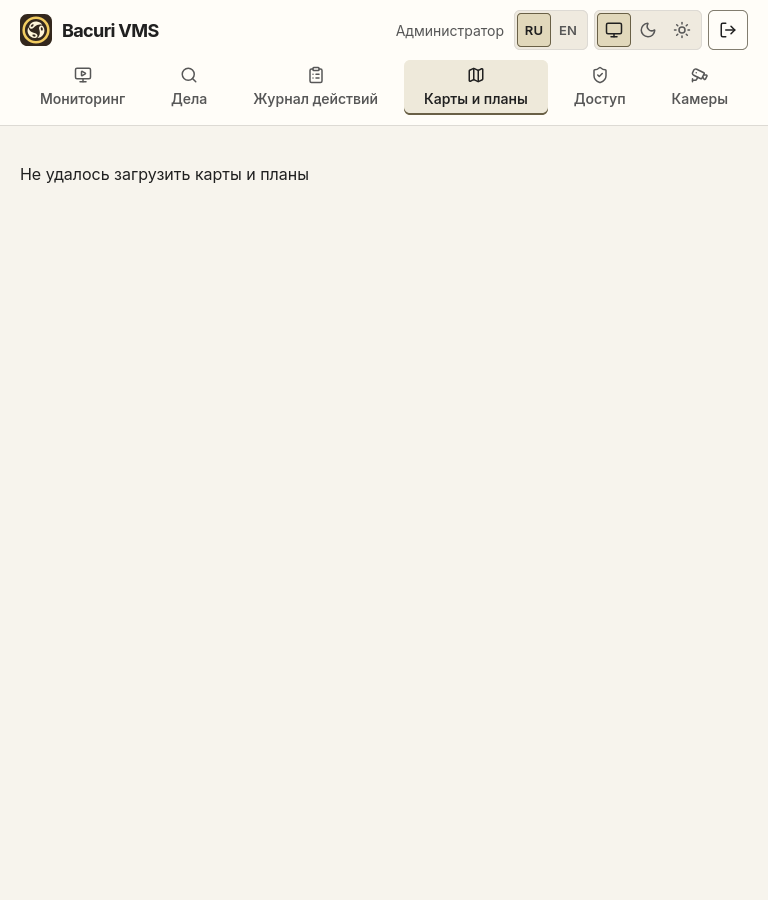 Bacuri VMS
Администратор
RU EN
Мониторинг
Дела
Журнал действий
Карты и планы
Доступ
Камеры
Не удалось загрузить карты и планы